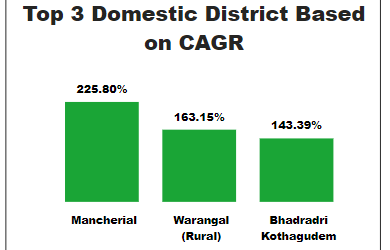 Top 3 Domestic District Based
on CAGR
225.80%
163.15%
143.39%
Mancherial
Warangal
(Rural)
Bhadradri
Kothagudem